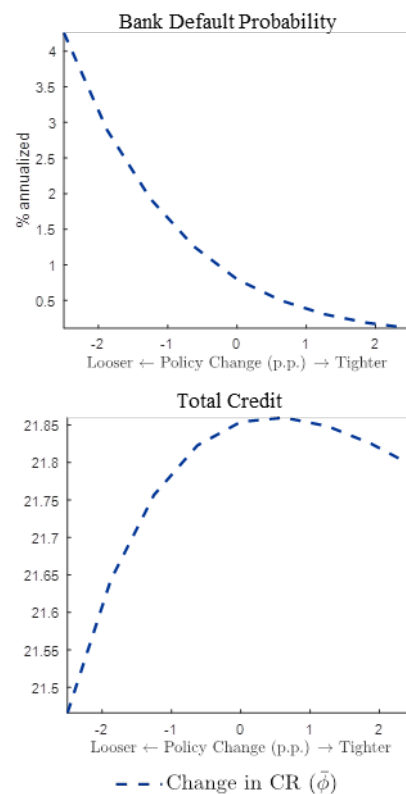 Bank Default Probability
4
3.5
3
2.5
2
1.5
1
0.5
% annualized
-2 -1 0 1 2
Looser ← Policy Change (p.p.) → Tighter
Total Credit
21.85
21.8
21.75
21.7
21.65
21.6
21.55
21.5
-2 -1 0 1 2
Looser ← Policy Change (p.p.) → Tighter
Change in CR (ϕ̄)